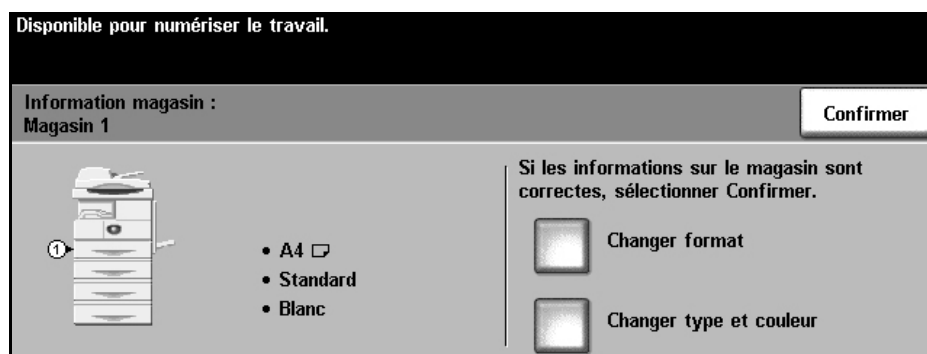 Disponible pour numériser le travail.
Information magasin :
Magasin 1
Confirmer
1
• A4
• Standard
• Blanc
Si les informations sur le magasin sont
correctes, sélectionner Confirmer.
Changer format
Changer type et couleur